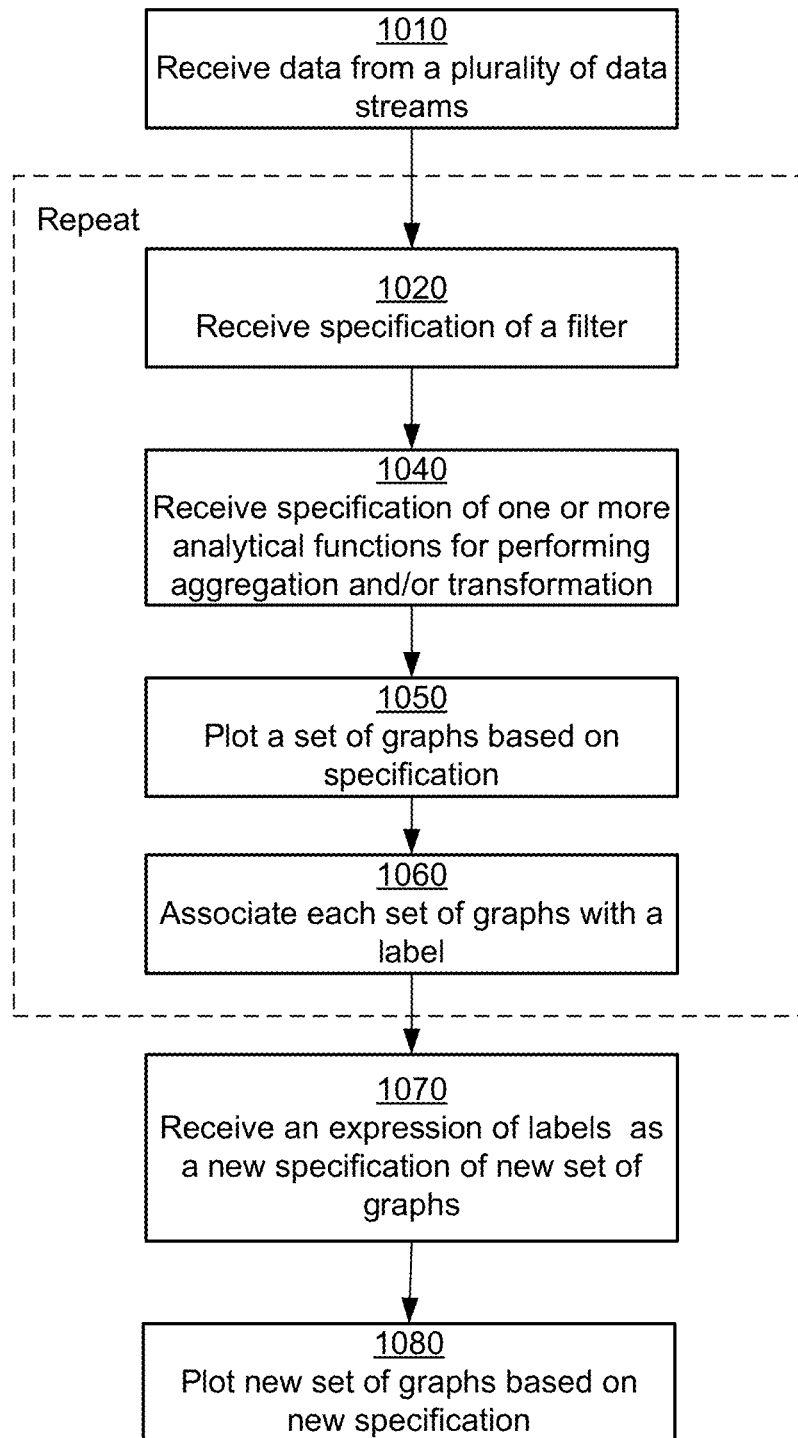 1010
Receive data from a plurality of data
streams
Repeat
1020
Receive specification of a filter
1040
Receive specification of one or more
analytical functions for performing
aggregation and/or transformation
1050
Plot a set of graphs based on
specification
1060
Associate each set of graphs with a
label
1070
Receive an expression of labels as
a new specification of new set of
graphs
1080
Plot new set of graphs based on
new specification